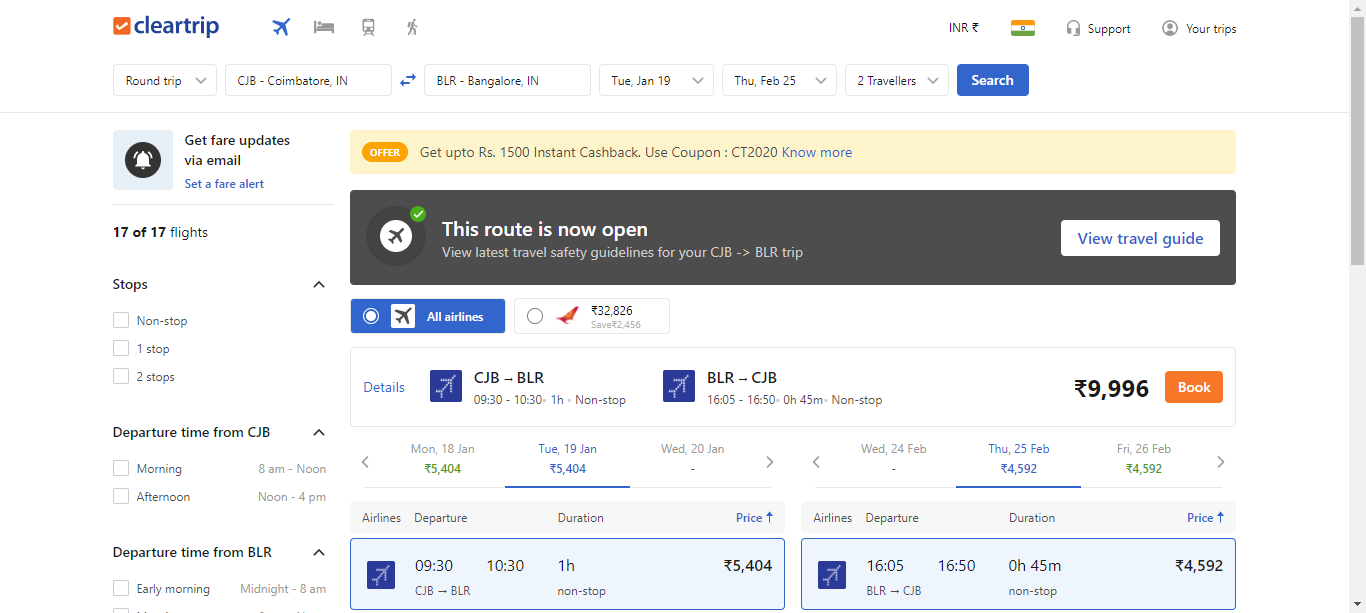 cleartrip
INR ₹
Support
Your trips
Round trip
CJB - Coimbatore, IN
BLR - Bangalore, IN
Tue, Jan 19
Thu, Feb 25
2 Travellers
Search
Get fare updates
via email
Set a fare alert
17 of 17 flights
Stops
Non-stop
1 stop
2 stops
Departure time from CJB
Morning 8 am - Noon
Afternoon Noon - 4 pm
Departure time from BLR
Early morning Midnight - 8 am
OFFER Get upto Rs. 1500 Instant Cashback. Use Coupon : CT2020 Know more
This route is now open
View latest travel safety guidelines for your CJB -> BLR trip
View travel guide
All airlines
₹32,826
Save₹2,456
Details
CJB → BLR
09:30 - 10:30• 1h • Non-stop
BLR → CJB
16:05 - 16:50• 0h 45m• Non-stop
₹9,996
Book
Mon, 18 Jan
₹5,404
Tue, 19 Jan
₹5,404
Wed, 20 Jan
-
Wed, 24 Feb
-
Thu, 25 Feb
₹4,592
Fri, 26 Feb
₹4,592
Airlines Departure Duration Price ↑
09:30 10:30 1h ₹5,404
CJB → BLR non-stop
Airlines Departure Duration Price ↑
16:05 16:50 0h 45m ₹4,592
BLR → CJB non-stop